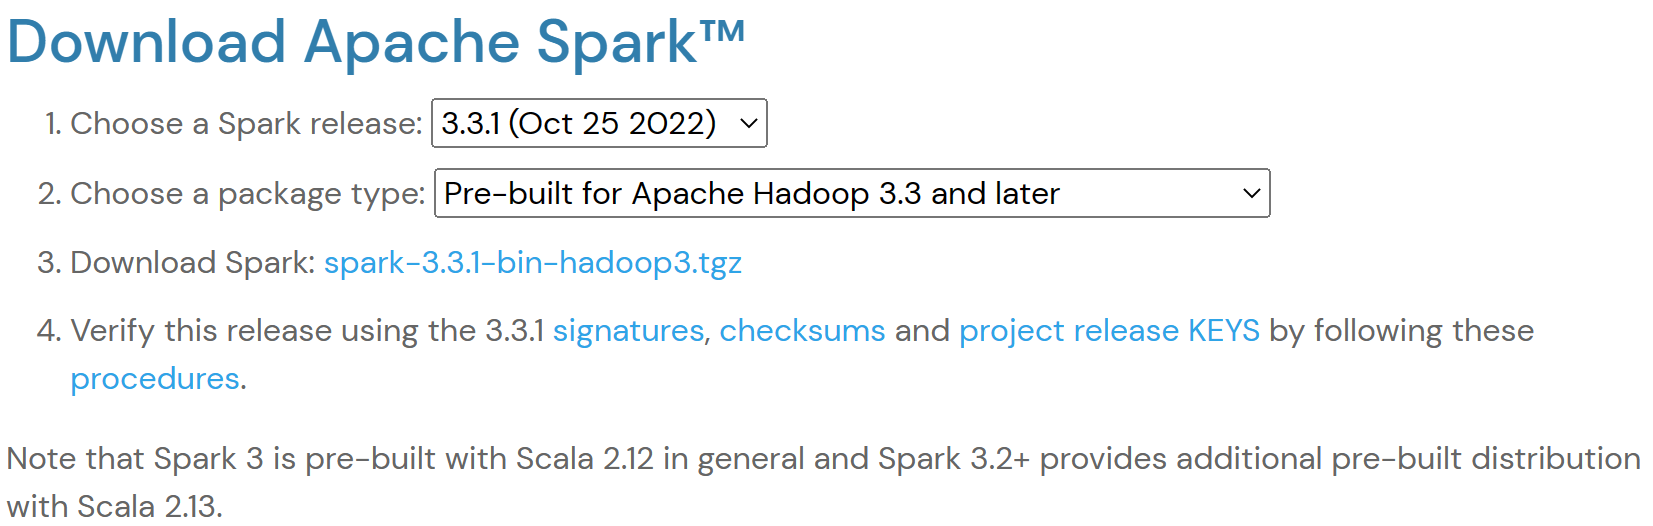 Download Apache Spark™
1. Choose a Spark release: 3.3.1 (Oct 25 2022)
2. Choose a package type: Pre-built for Apache Hadoop 3.3 and later
3. Download Spark: spark-3.3.1-bin-hadoop3.tgz
4. Verify this release using the 3.3.1 signatures, checksums and project release KEYS by following these
procedures.
Note that Spark 3 is pre-built with Scala 2.12 in general and Spark 3.2+ provides additional pre-built distribution
with Scala 2.13.